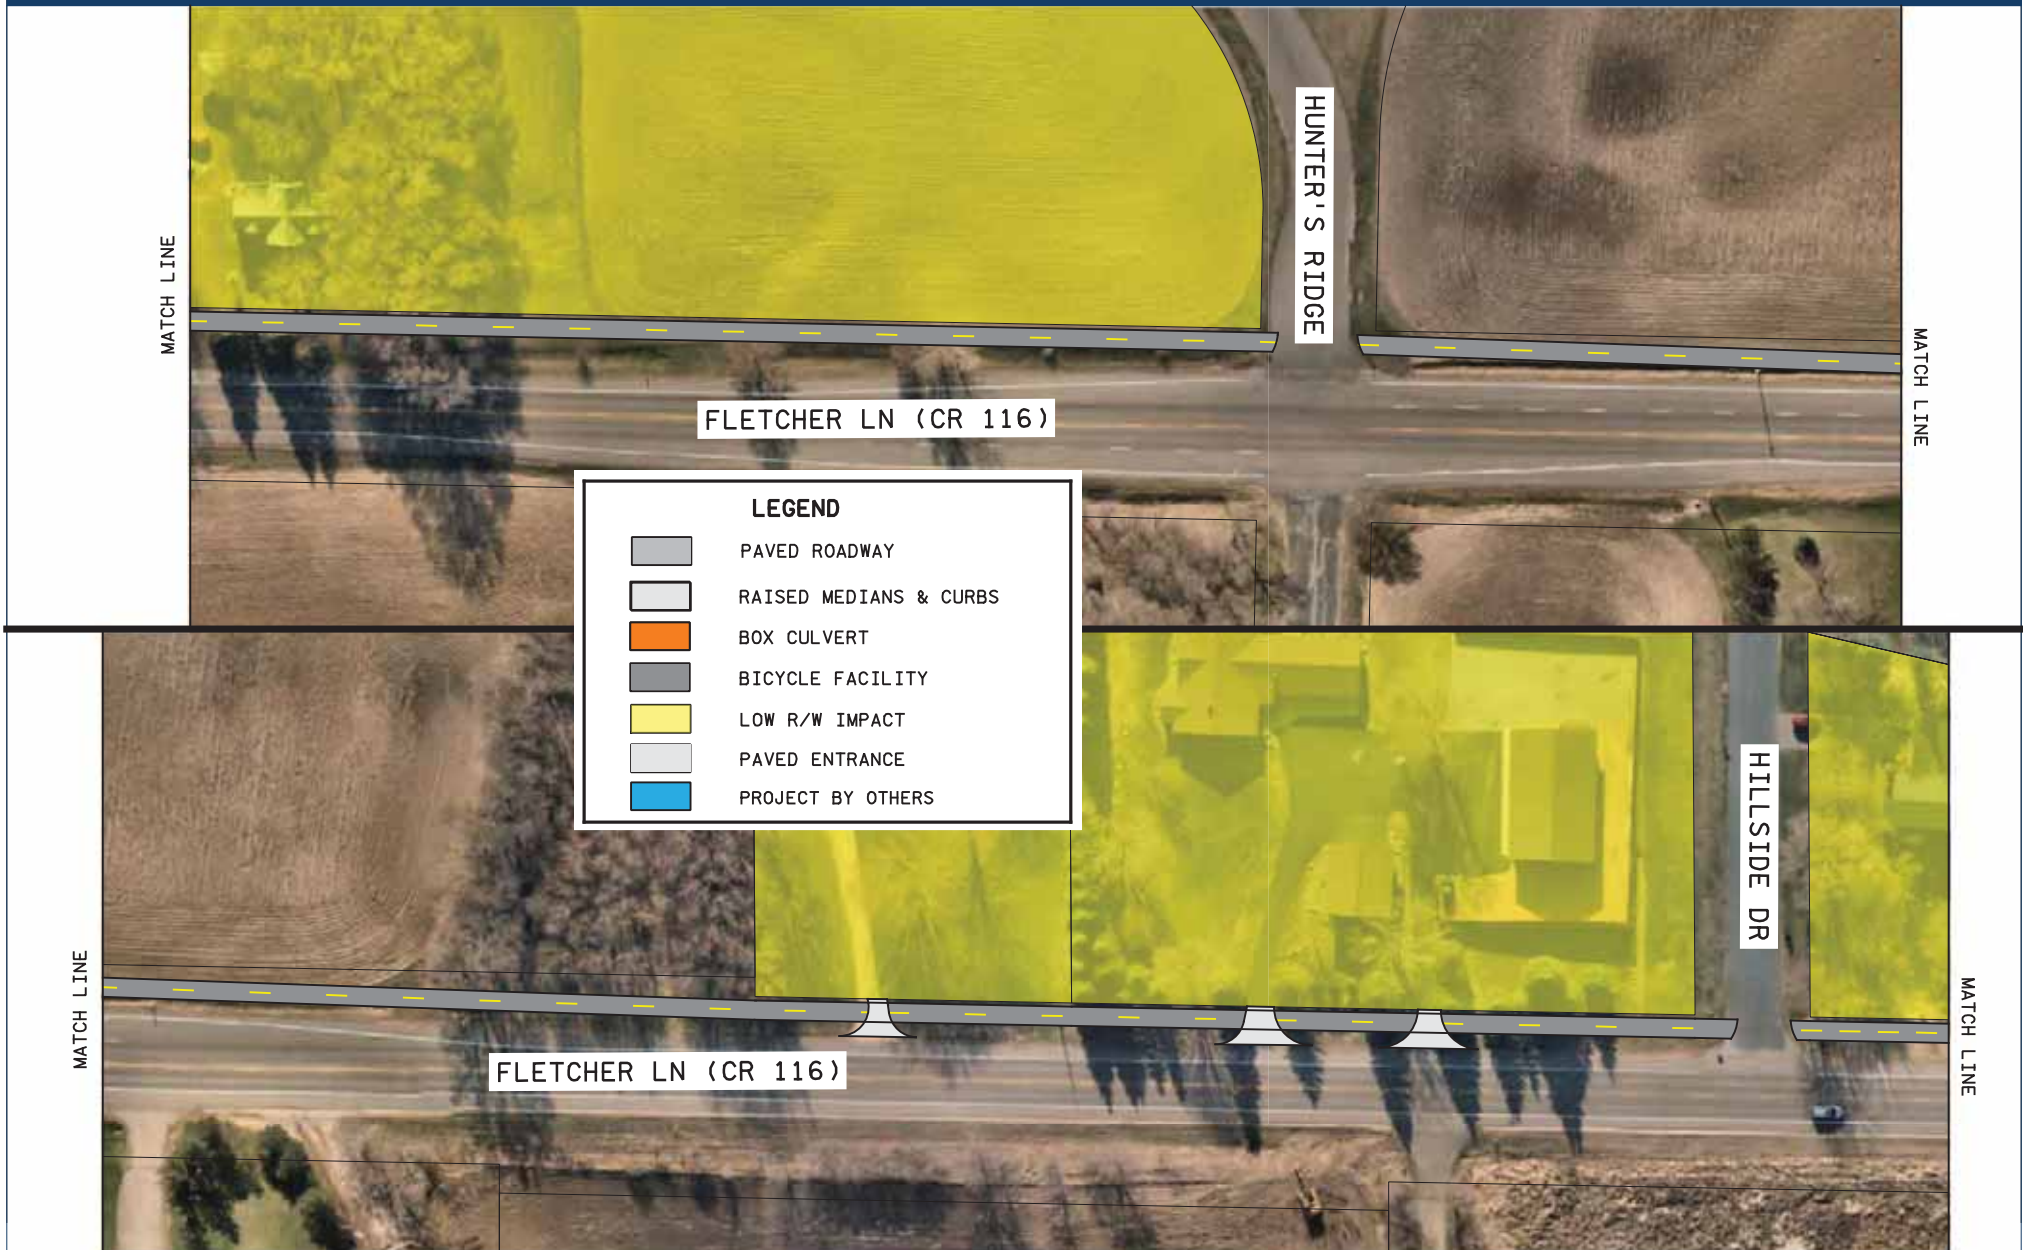 HUNTER'S RIDGE
MATCH LINE
MATCH LINE
FLETCHER LN (CR 116)
LEGEND
PAVED ROADWAY
RAISED MEDIANS & CURBS
BOX CULVERT
BICYCLE FACILITY
LOW R/W IMPACT
PAVED ENTRANCE
PROJECT BY OTHERS
HILLSIDE DR
MATCH LINE
MATCH LINE
FLETCHER LN (CR 116)